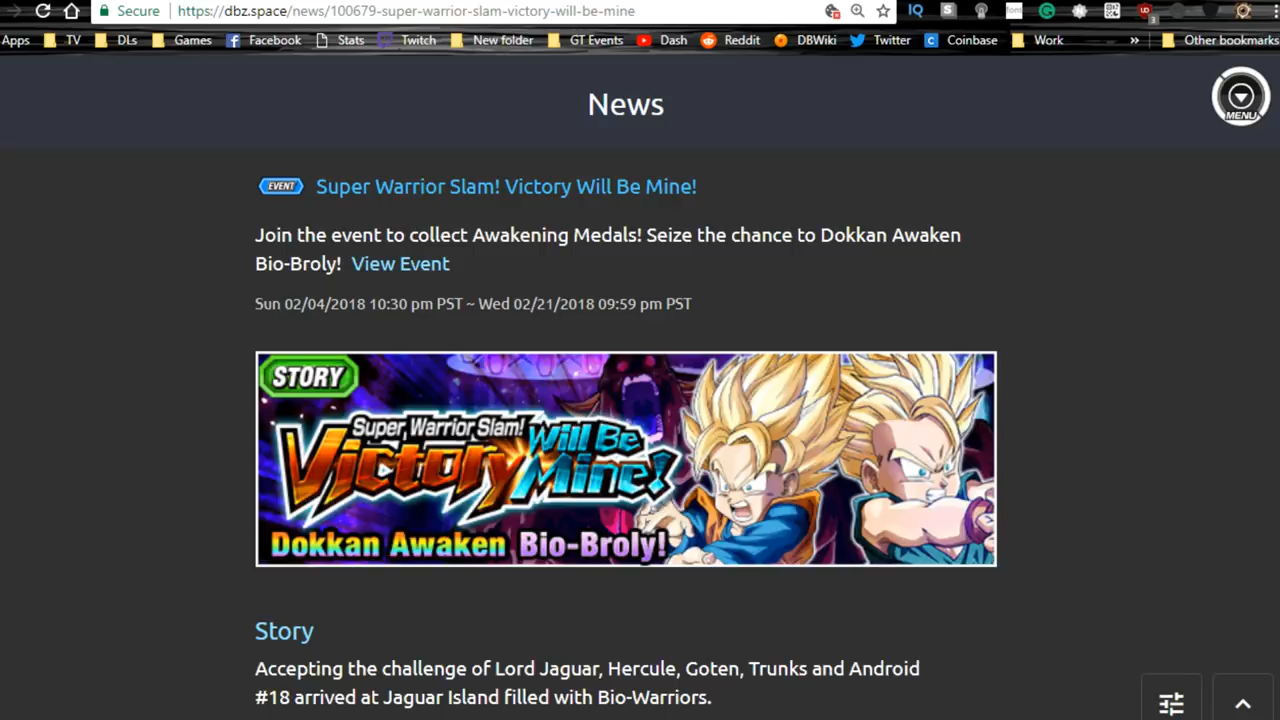 Secure https://dbz.space/news/100679-super-warrior-slam-victory-will-be-mine
Apps TV DLs Games Facebook Stats Twitch New folder GT Events Dash Reddit DBWiki Twitter Coinbase Work » Other bookmarks
News
MENU
EVENT Super Warrior Slam! Victory Will Be Mine!
Join the event to collect Awakening Medals! Seize the chance to Dokkan Awaken
Bio-Broly! View Event
Sun 02/04/2018 10:30 pm PST ~ Wed 02/21/2018 09:59 pm PST
STORY
Super Warrior Slam!
Victory Will Be
Mine!
Dokkan Awaken Bio-Broly!
Story
Accepting the challenge of Lord Jaguar, Hercule, Goten, Trunks and Android
#18 arrived at Jaguar Island filled with Bio-Warriors.